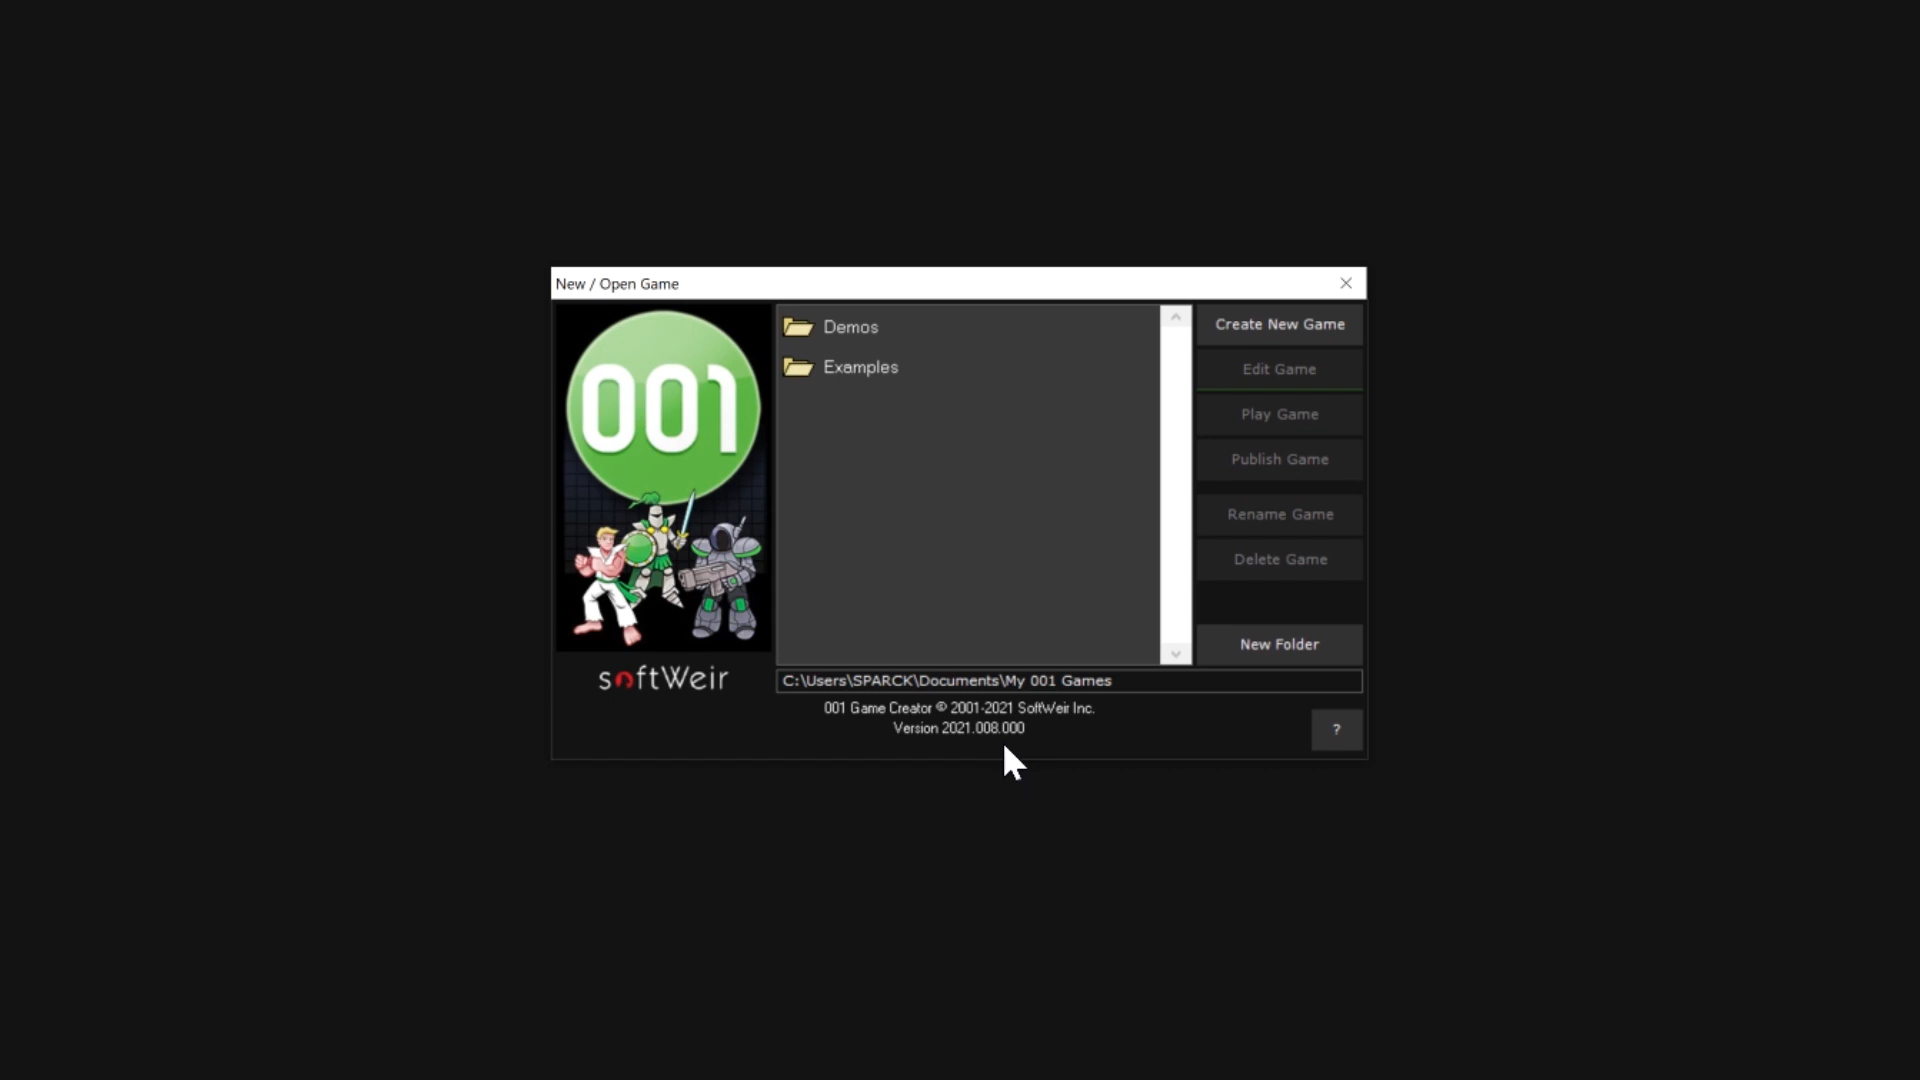 New / Open Game
001
softWeir
Demos
Examples
Create New Game
Edit Game
Play Game
Publish Game
Rename Game
Delete Game
New Folder
C:\Users\SPARCK\Documents\My 001 Games
001 Game Creator © 2001-2021 SoftWeir Inc.
Version 2021.008.000
?